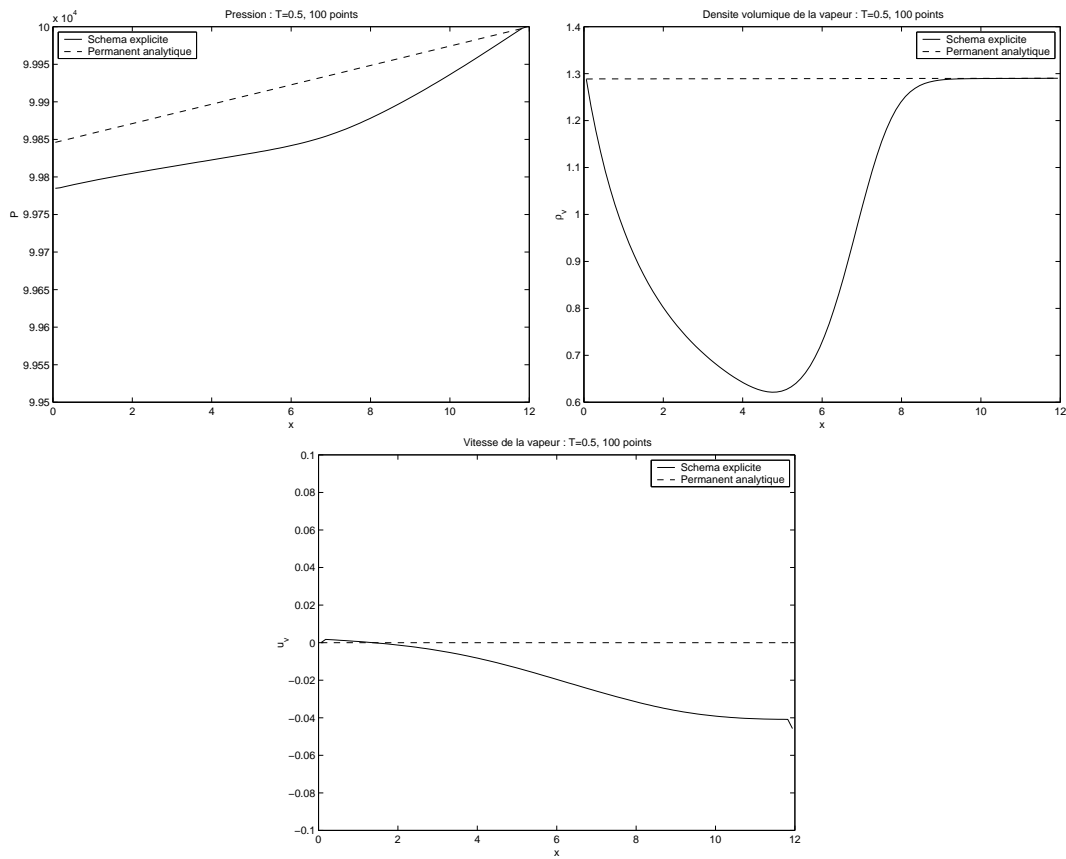 x 10⁴
Pression : T=0.5, 100 points
Schema explicite
Permanent analytique
10
9.995
9.99
9.985
9.98
9.975
9.97
9.965
9.96
9.955
9.95
P
0 2 4 6 8 10 12
x
Densite volumique de la vapeur : T=0.5, 100 points
Schema explicite
Permanent analytique
1.4
1.3
1.2
1.1
1
0.9
0.8
0.7
0.6
ρᵥ
0 2 4 6 8 10 12
x
Vitesse de la vapeur : T=0.5, 100 points
Schema explicite
Permanent analytique
0.1
0.08
0.06
0.04
0.02
0
−0.02
−0.04
−0.06
−0.08
−0.1
uᵥ
0 2 4 6 8 10 12
x